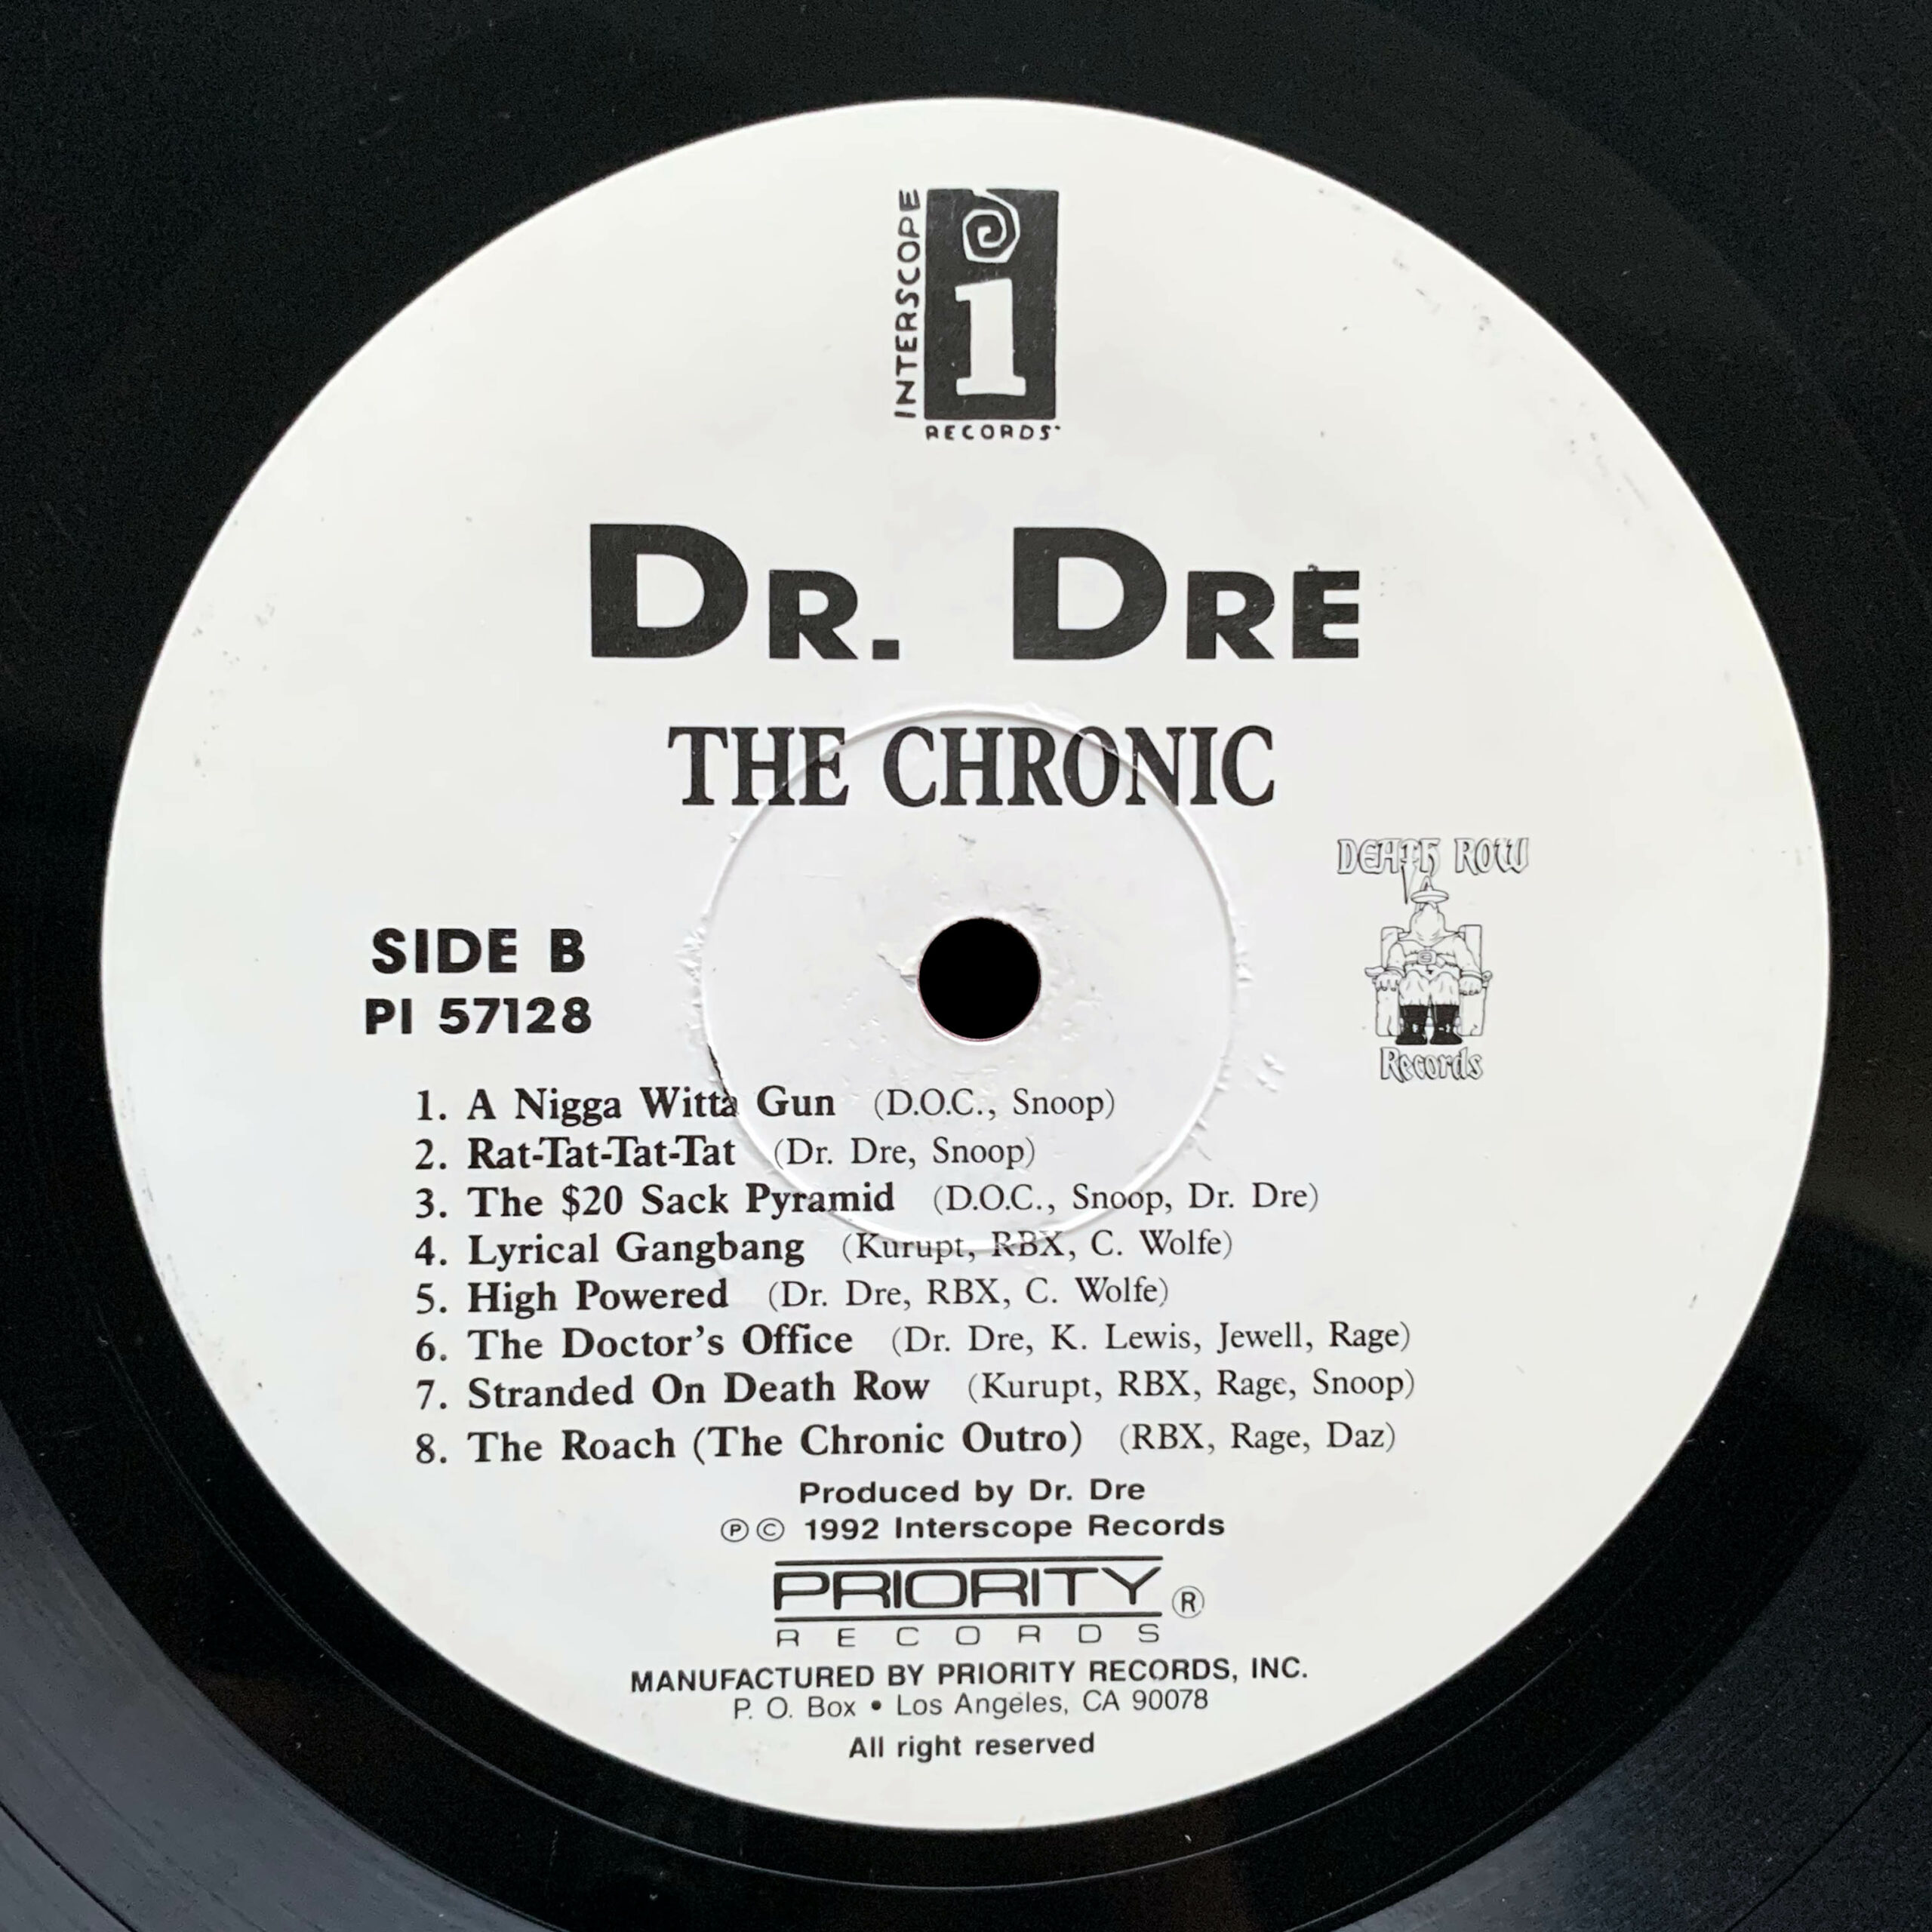 INTERSCOPE
i
RECORDS
DR. DRE
THE CHRONIC
DEATH ROW
Records
SIDE B
PI 57128
1. A Nigga Witta Gun (D.O.C., Snoop)
2. Rat-Tat-Tat-Tat (Dr. Dre, Snoop)
3. The $20 Sack Pyramid (D.O.C., Snoop, Dr. Dre)
4. Lyrical Gangbang (Kurupt, RBX, C. Wolfe)
5. High Powered (Dr. Dre, RBX, C. Wolfe)
6. The Doctor's Office (Dr. Dre, K. Lewis, Jewell, Rage)
7. Stranded On Death Row (Kurupt, RBX, Rage, Snoop)
8. The Roach (The Chronic Outro) (RBX, Rage, Daz)
Produced by Dr. Dre
℗ © 1992 Interscope Records
PRIORITY ®
RECORDS
MANUFACTURED BY PRIORITY RECORDS, INC.
P. O. Box • Los Angeles, CA 90078
All right reserved